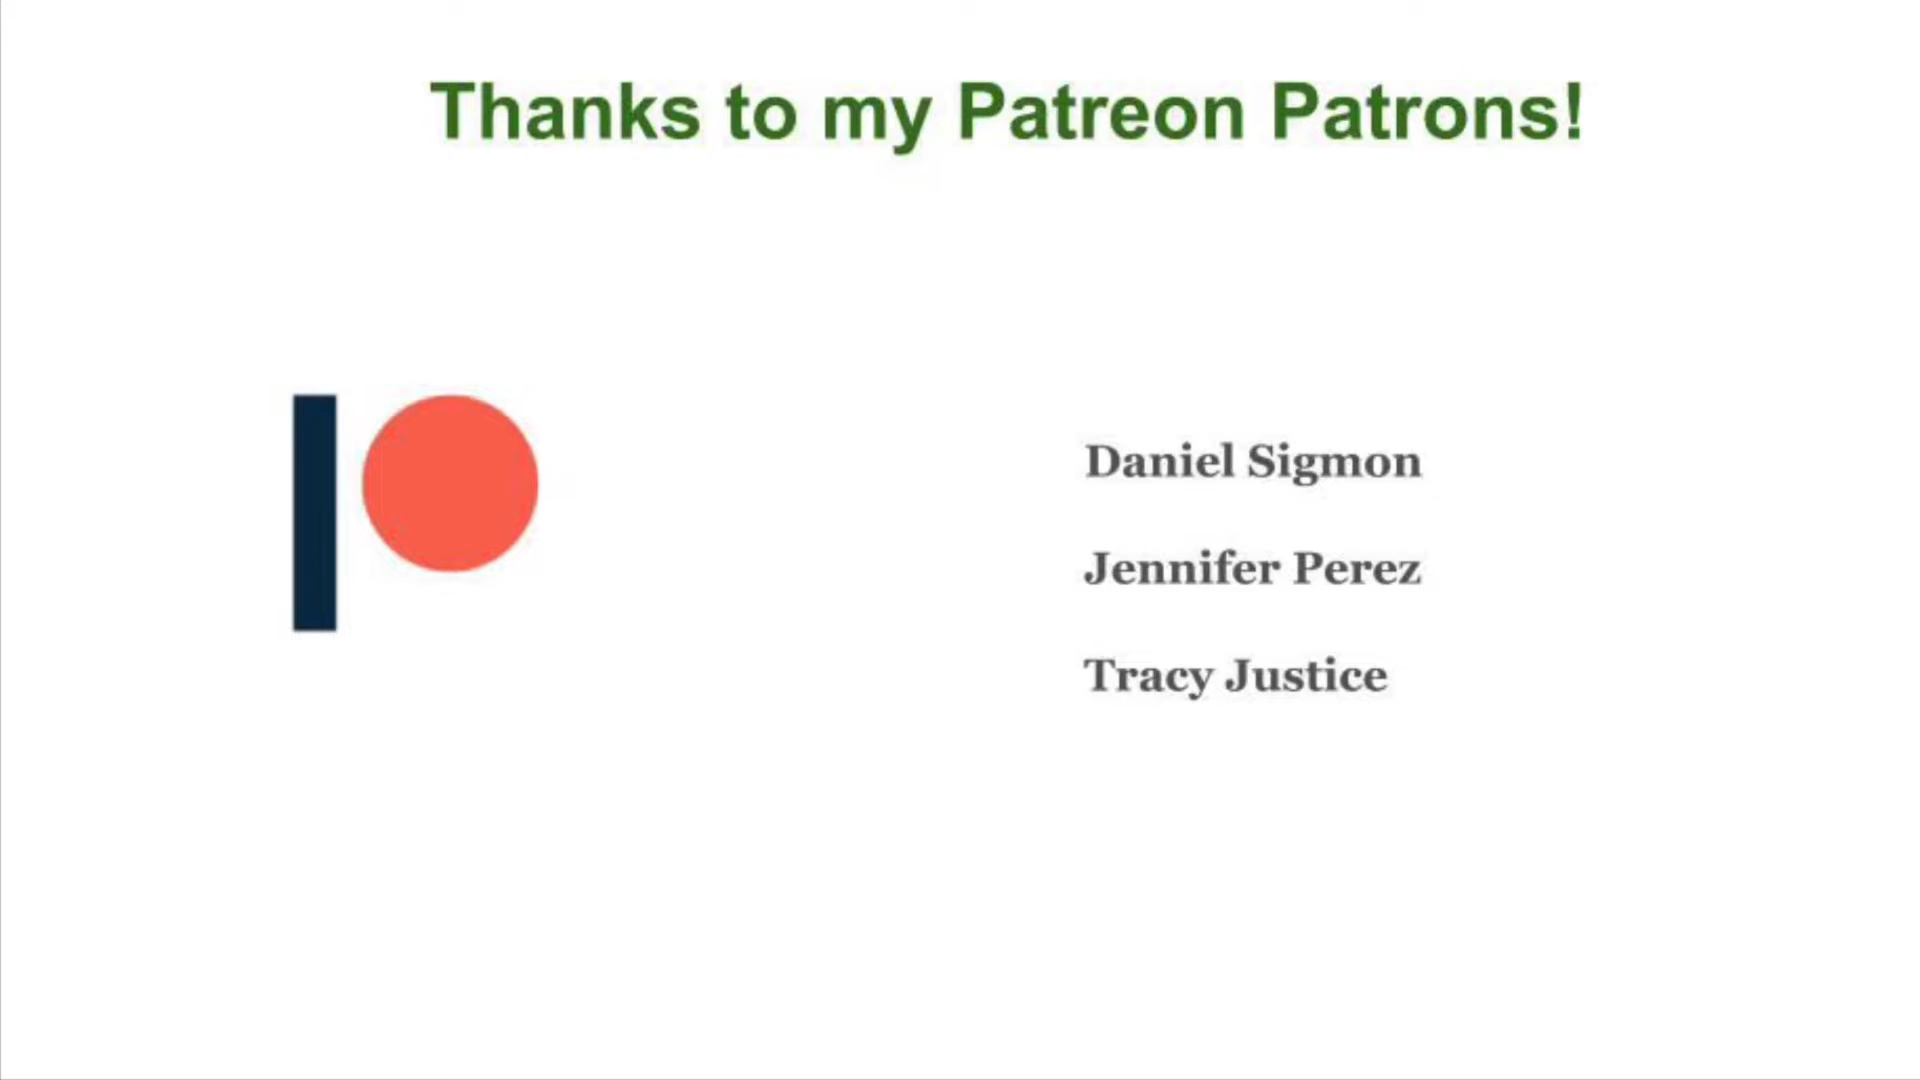 Thanks to my Patreon Patrons!
Daniel Sigmon
Jennifer Perez
Tracy Justice